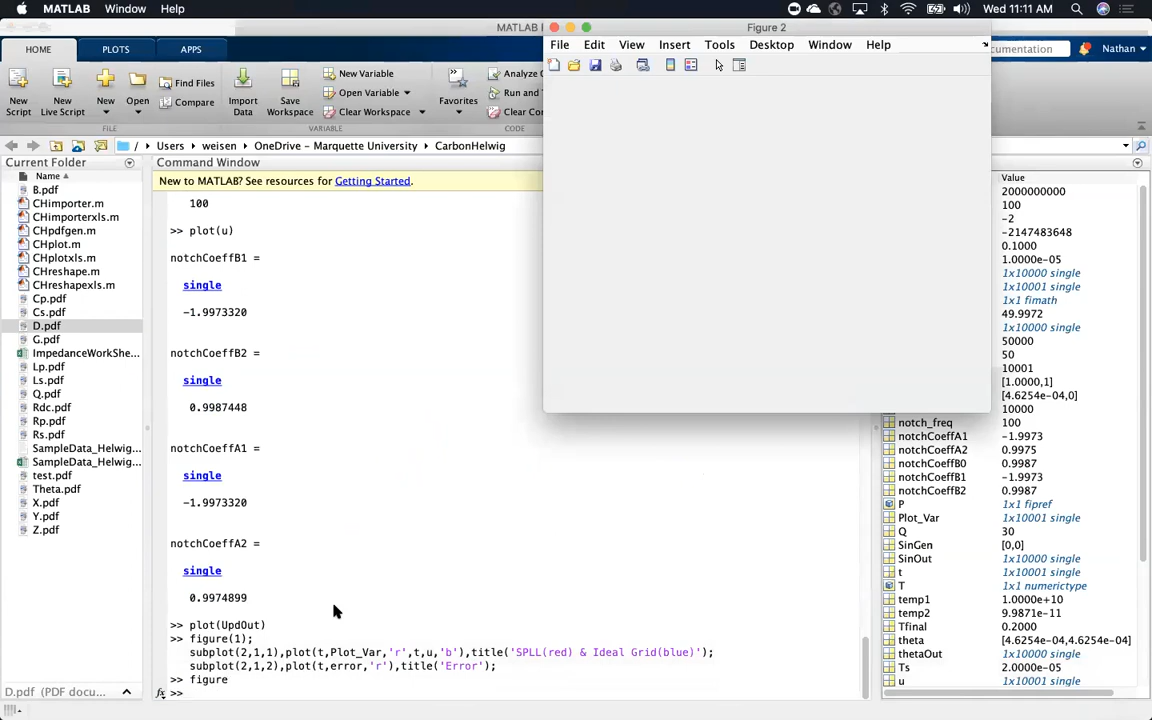 MATLAB Window Help
Wed 11:11 AM
MATLAB
Figure 2
HOME PLOTS APPS
File Edit View Insert Tools Desktop Window Help
Nathan
New Script
New Live Script
New
Open
Find Files
Compare
Import Data
Save Workspace
New Variable
Open Variable
Clear Workspace
Favorites
Analyze C
Run and
Clear Co
FILE
VARIABLE
CODE
/ Users weisen OneDrive – Marquette University CarbonHelwig
Current Folder
Command Window
Name
New to MATLAB? See resources for Getting Started.
B.pdf
CHimporter.m
CHimporterxls.m
CHpdfgen.m
CHplot.m
CHplotxls.m
CHreshape.m
CHreshapexls.m
Cp.pdf
Cs.pdf
D.pdf
G.pdf
ImpedanceWorkShe...
Lp.pdf
Ls.pdf
Q.pdf
Rdc.pdf
Rp.pdf
Rs.pdf
SampleData_Helwig...
SampleData_Helwig...
test.pdf
Theta.pdf
X.pdf
Y.pdf
Z.pdf
D.pdf (PDF docu...
100
>> plot(u)
notchCoeffB1 =
single
-1.9973320
notchCoeffB2 =
single
0.9987448
notchCoeffA1 =
single
-1.9973320
notchCoeffA2 =
single
0.9974899
>> plot(UpdOut)
>> figure(1);
subplot(2,1,1),plot(t,Plot_Var,'r',t,u,'b'),title('SPLL(red) & Ideal Grid(blue)');
subplot(2,1,2),plot(t,error,'r'),title('Error');
>> figure
fx >>
Value
2000000000
100
-2
-2147483648
0.1000
1.0000e-05
1x10000 single
1x10001 single
1x1 fimath
49.9972
1x10000 single
50000
50
10001
[1.0000,1]
[4.6254e-04,0]
10000
notch_freq 100
notchCoeffA1 -1.9973
notchCoeffA2 0.9975
notchCoeffB0 0.9987
notchCoeffB1 -1.9973
notchCoeffB2 0.9987
P 1x1 fipref
Plot_Var 1x10001 single
Q 30
SinGen [0,0]
SinOut 1x10001 single
t 1x10001 single
T 1x1 numerictype
temp1 1.0000e+10
temp2 9.9871e-11
Tfinal 0.2000
theta [4.6254e-04,4.6254e-04]
thetaOut 1x10000 single
Ts 2.0000e-05
u 1x10001 single